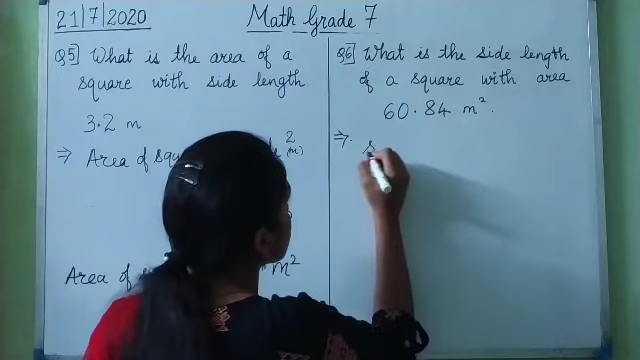 21/7/2020
Math Grade 7
Q5] What is the area of a
square with side length
3.2 m
⇒ Area of
2
(m)
Area of
m²
Q6] What is the side length
of a square with area
60.84 m².
⇒ s